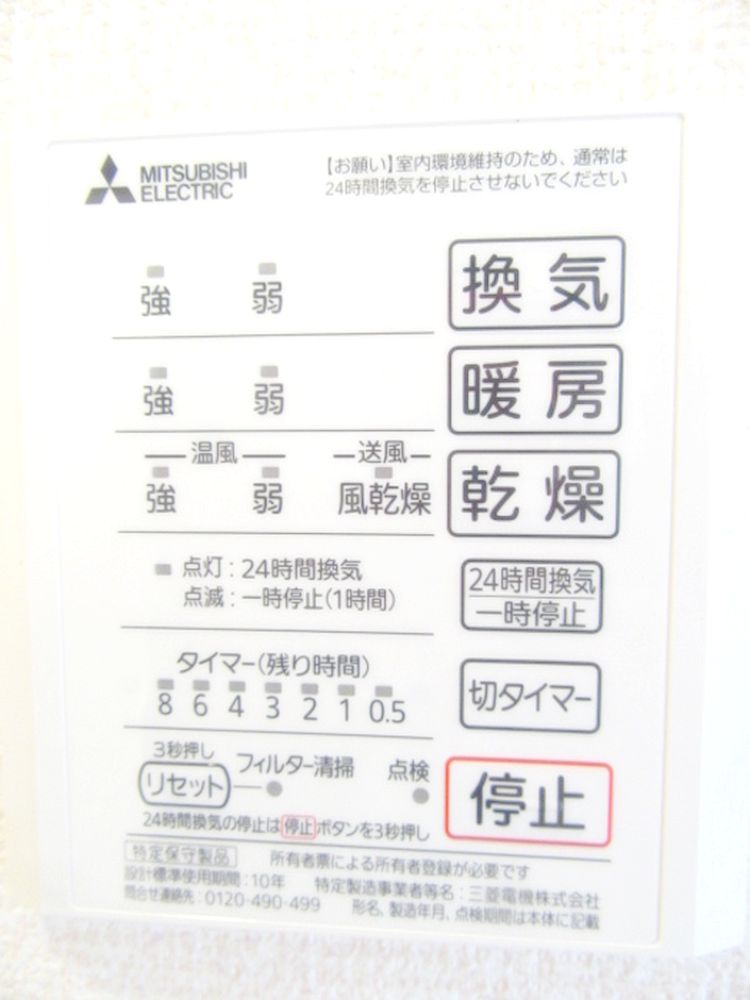 MITSUBISHI
ELECTRIC
【お願い】室内環境維持のため、通常は
24時間換気を停止させないでください
強 弱 換気
強 弱 暖房
温風 送風
強 弱 風乾燥 乾燥
点灯：24時間換気
点滅：一時停止(1時間)
24時間換気
一時停止
タイマー(残り時間)
8 6 4 3 2 1 0.5
切タイマー
3秒押し
リセット フィルター清掃 点検
停止
24時間換気の停止は停止ボタンを3秒押し
特定保守製品 所有者票による所有者登録が必要です
設計標準使用期間：10年 特定製造事業者等名：三菱電機株式会社
問合せ連絡先：0120-490-499 形名、製造年月、点検期間は本体に記載